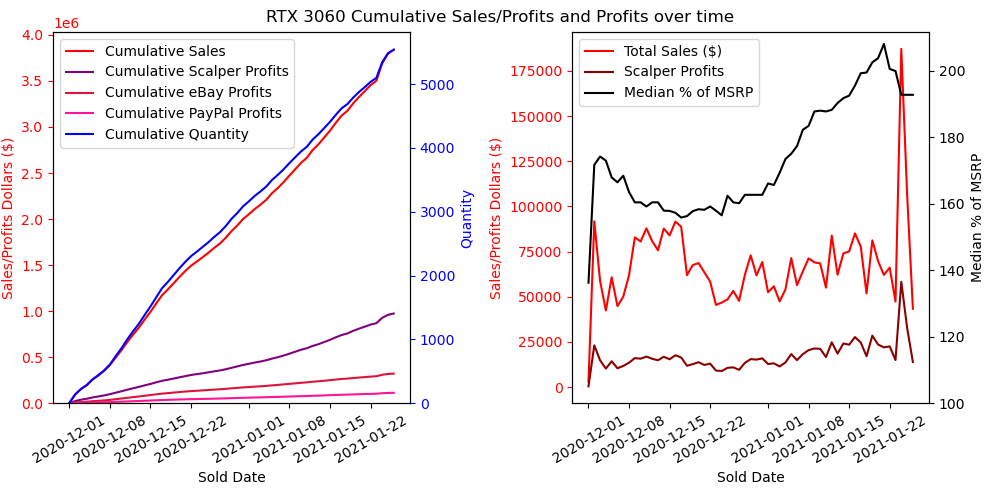 RTX 3060 Cumulative Sales/Profits and Profits over time
1e6
Cumulative Sales
Cumulative Scalper Profits
Cumulative eBay Profits
Cumulative PayPal Profits
Cumulative Quantity
4.0
3.5
3.0
2.5
2.0
1.5
1.0
0.5
0.0
Sales/Profits Dollars ($)
5000
4000
3000
2000
1000
0
Quantity
2020-12-01
2020-12-08
2020-12-15
2020-12-22
2021-01-01
2021-01-08
2021-01-15
2021-01-22
Sold Date
Total Sales ($)
Scalper Profits
Median % of MSRP
175000
150000
125000
100000
75000
50000
25000
0
Sales/Profits Dollars ($)
200
180
160
140
120
100
Median % of MSRP
2020-12-01
2020-12-08
2020-12-15
2020-12-22
2021-01-01
2021-01-08
2021-01-15
2021-01-22
Sold Date